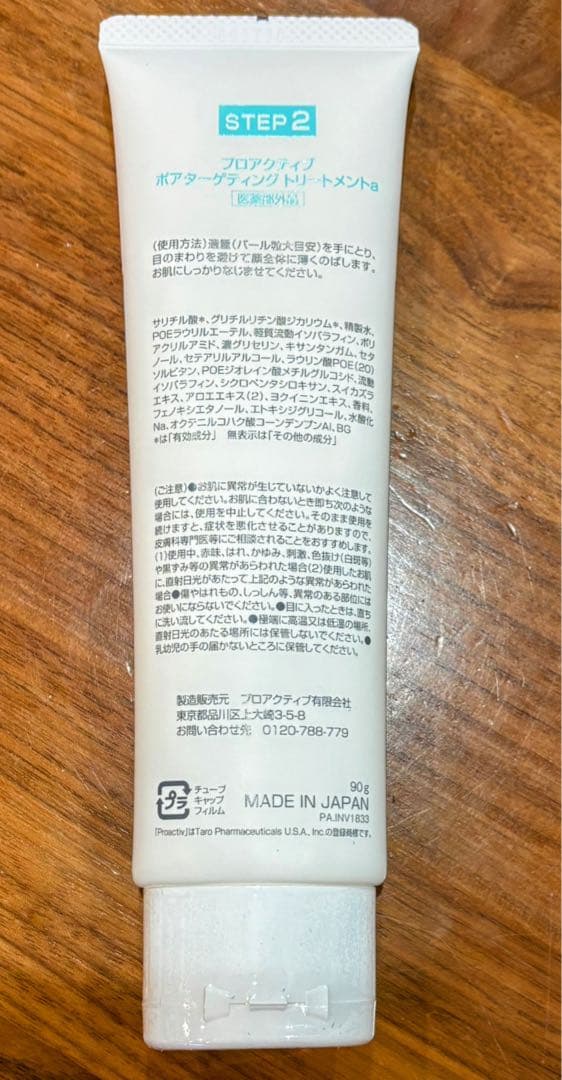 STEP 2
プロアクティブ
ポアターゲティング トリートメントa
医薬部外品
〈使用方法〉適量(パール粒大目安)を手にとり、
目のまわりを避けて顔全体に薄くのばします。
お肌にしっかりなじませてください。
サリチル酸*、グリチルリチン酸ジカリウム*、精製水、
POEラウリルエーテル、軽質流動イソパラフィン、ポリ
アクリルアミド、濃グリセリン、キサンタンガム、セタ
ノール、セテアリルアルコール、ラウリン酸POE(20)
ソルビタン、POEジオレイン酸メチルグルコシド、流動
イソパラフィン、シクロペンタシロキサン、スイカズラ
エキス、アロエエキス(2)、ヨクイニンエキス、香料、
フェノキシエタノール、エトキシジグリコール、水酸化
Na、オクテニルコハク酸コーンデンプンAl、BG
*は「有効成分」 無表示は「その他の成分」
〈ご注意〉●お肌に異常が生じていないかよく注意して
使用してください。お肌に合わないとき即ち次のような
場合には、使用を中止してください。そのまま使用を
続けますと、症状を悪化させることがありますので、
皮膚科専門医等にご相談されることをおすすめします。
(1)使用中、赤味、はれ、かゆみ、刺激、色抜け(白斑等)
や黒ずみ等の異常があらわれた場合(2)使用したお肌
に、直射日光があたって上記のような異常があらわれた
場合●傷やはれもの、しっしん等、異常のある部位には
お使いにならないでください。●目に入ったときは、直ち
に洗い流してください。●極端に高温又は低温の場所、
直射日光のあたる場所には保管しないでください。●
乳幼児の手の届かないところに保管してください。
製造販売元 プロアクティブ有限会社
東京都品川区上大崎3-5-8
お問い合わせ先 0120-788-779
プラ
チューブ
キャップ
フィルム
90g
MADE IN JAPAN
PA.INV1833
「Proactiv」はTaro Pharmaceuticals U.S.A., Inc.の登録商標です。